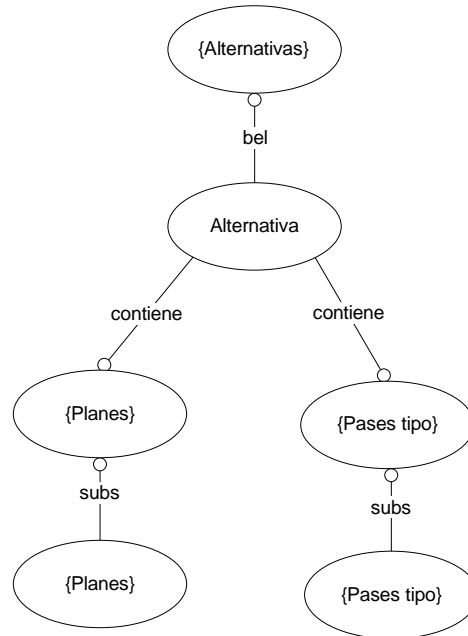 {Alternativas}
bel
Alternativa
contiene
contiene
{Planes}
{Pases tipo}
subs
subs
{Planes}
{Pases tipo}